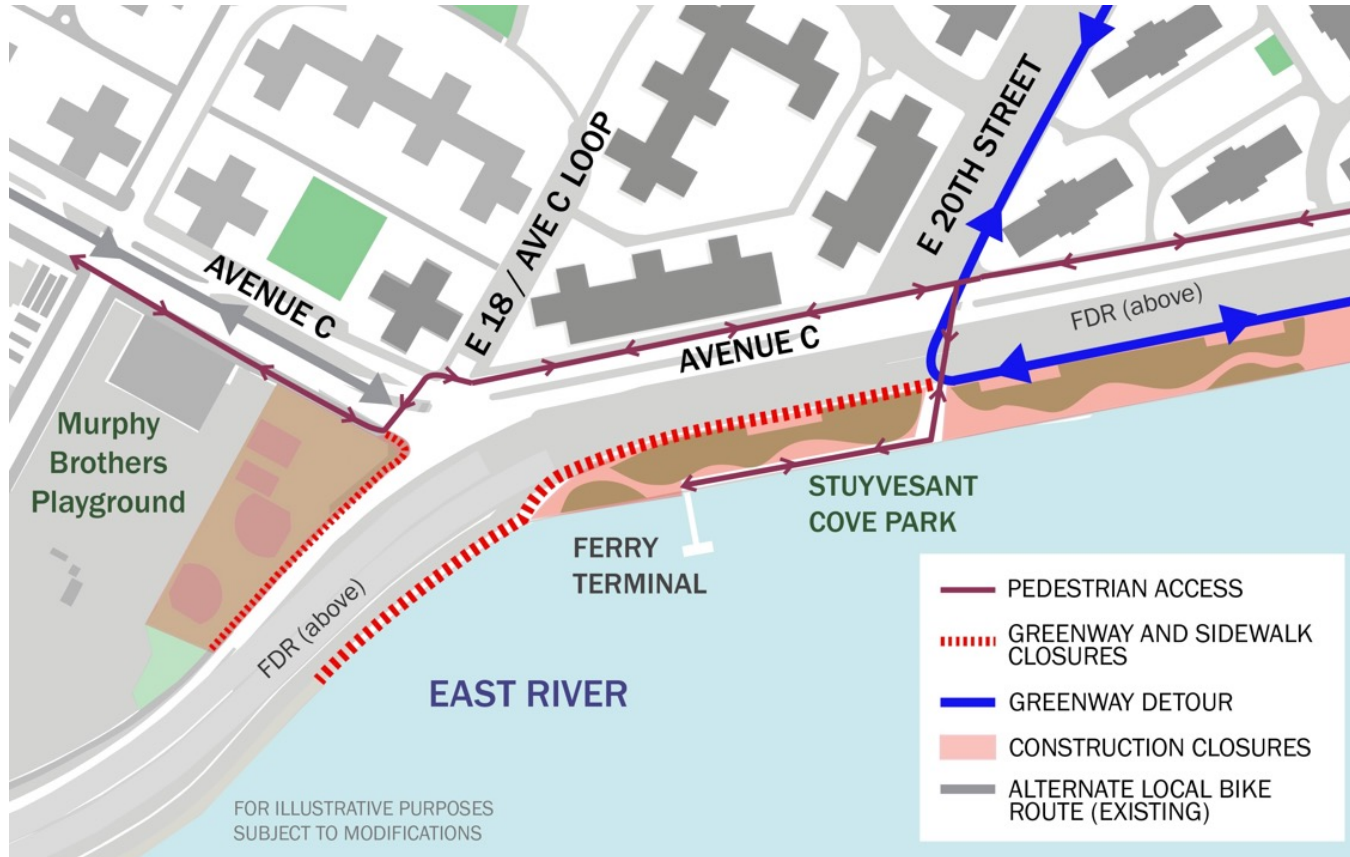 E 20TH STREET
E 18 / AVE C LOOP
AVENUE C
AVENUE C
FDR (above)
Murphy
Brothers
Playground
STUYVESANT
COVE PARK
FERRY
TERMINAL
FDR (above)
EAST RIVER
PEDESTRIAN ACCESS
GREENWAY AND SIDEWALK
CLOSURES
GREENWAY DETOUR
CONSTRUCTION CLOSURES
ALTERNATE LOCAL BIKE
ROUTE (EXISTING)
FOR ILLUSTRATIVE PURPOSES
SUBJECT TO MODIFICATIONS